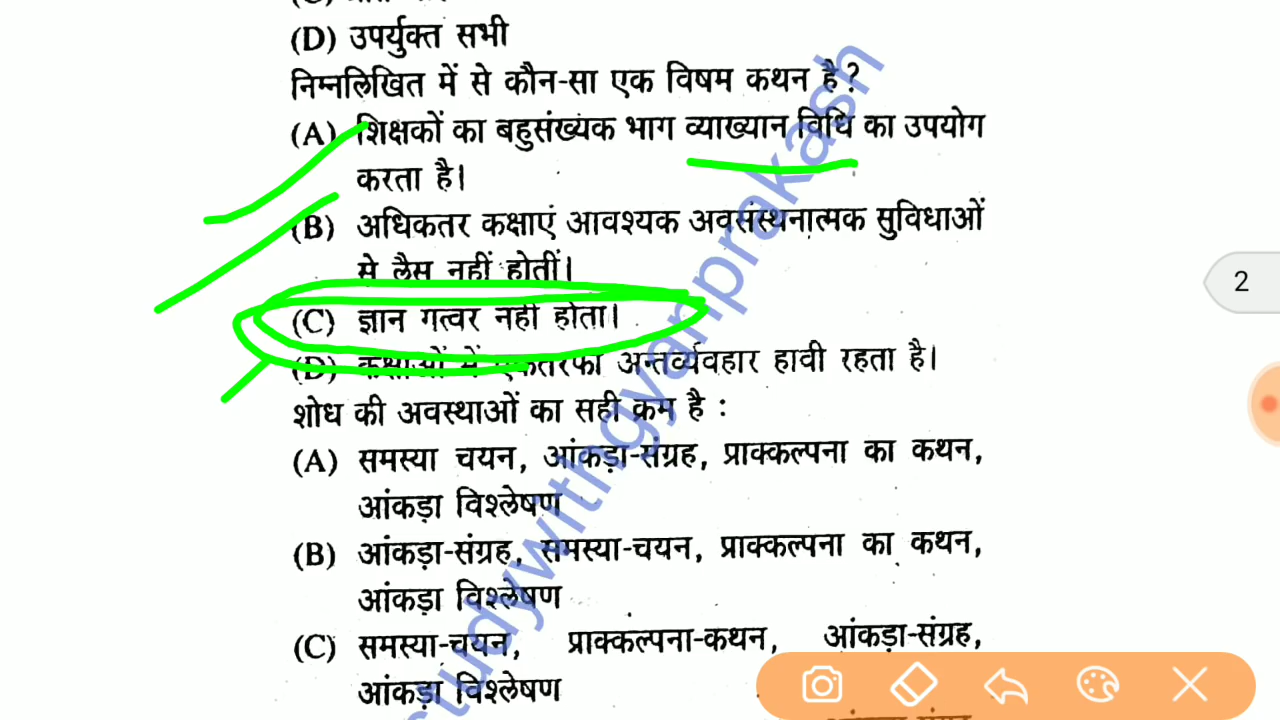 (D) उपर्युक्त सभी
निम्नलिखित में से कौन-सा एक विषम कथन है?
(A) शिक्षकों का बहुसंख्यक भाग व्याख्यान विधि का उपयोग
करता है।
(B) अधिकतर कक्षाएं आवश्यक अवसंस्थनात्मक सुविधाओं
से लैस नहीं होतीं।
(C) ज्ञान गत्वर नहीं होता।
(D) कक्षाओं में एकतरफा अन्तर्व्यवहार हावी रहता है।
शोध की अवस्थाओं का सही क्रम है :
(A) समस्या चयन, आंकड़ा-संग्रह, प्राक्कल्पना का कथन,
आंकड़ा विश्लेषण
(B) आंकड़ा-संग्रह, समस्या-चयन, प्राक्कल्पना का कथन,
आंकड़ा विश्लेषण
(C) समस्या-चयन, प्राक्कल्पना-कथन, आंकड़ा-संग्रह,
आंकड़ा विश्लेषण
studywithgyanprakash
2